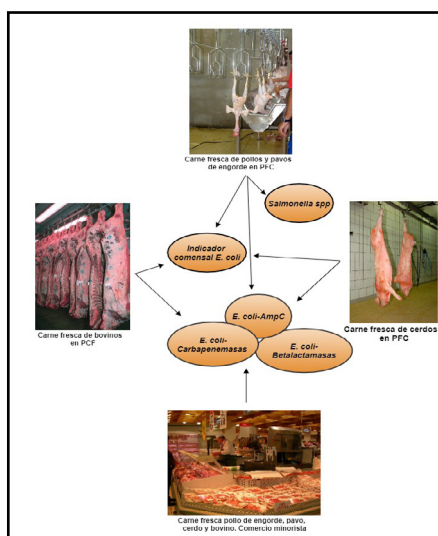 Carne fresca de pollos y pavos
de engorde en PFC
Salmonella spp
Indicador
comensal E. coli
Carne fresca de bovinos
en PCF
E. coli-AmpC
Carne fresca de cerdos
en PFC
E. coli-
Carbapenemasas
E. coli-
Betalactamasas
Carne fresca pollo de engorde, pavo,
cerdo y bovino. Comercio minorista